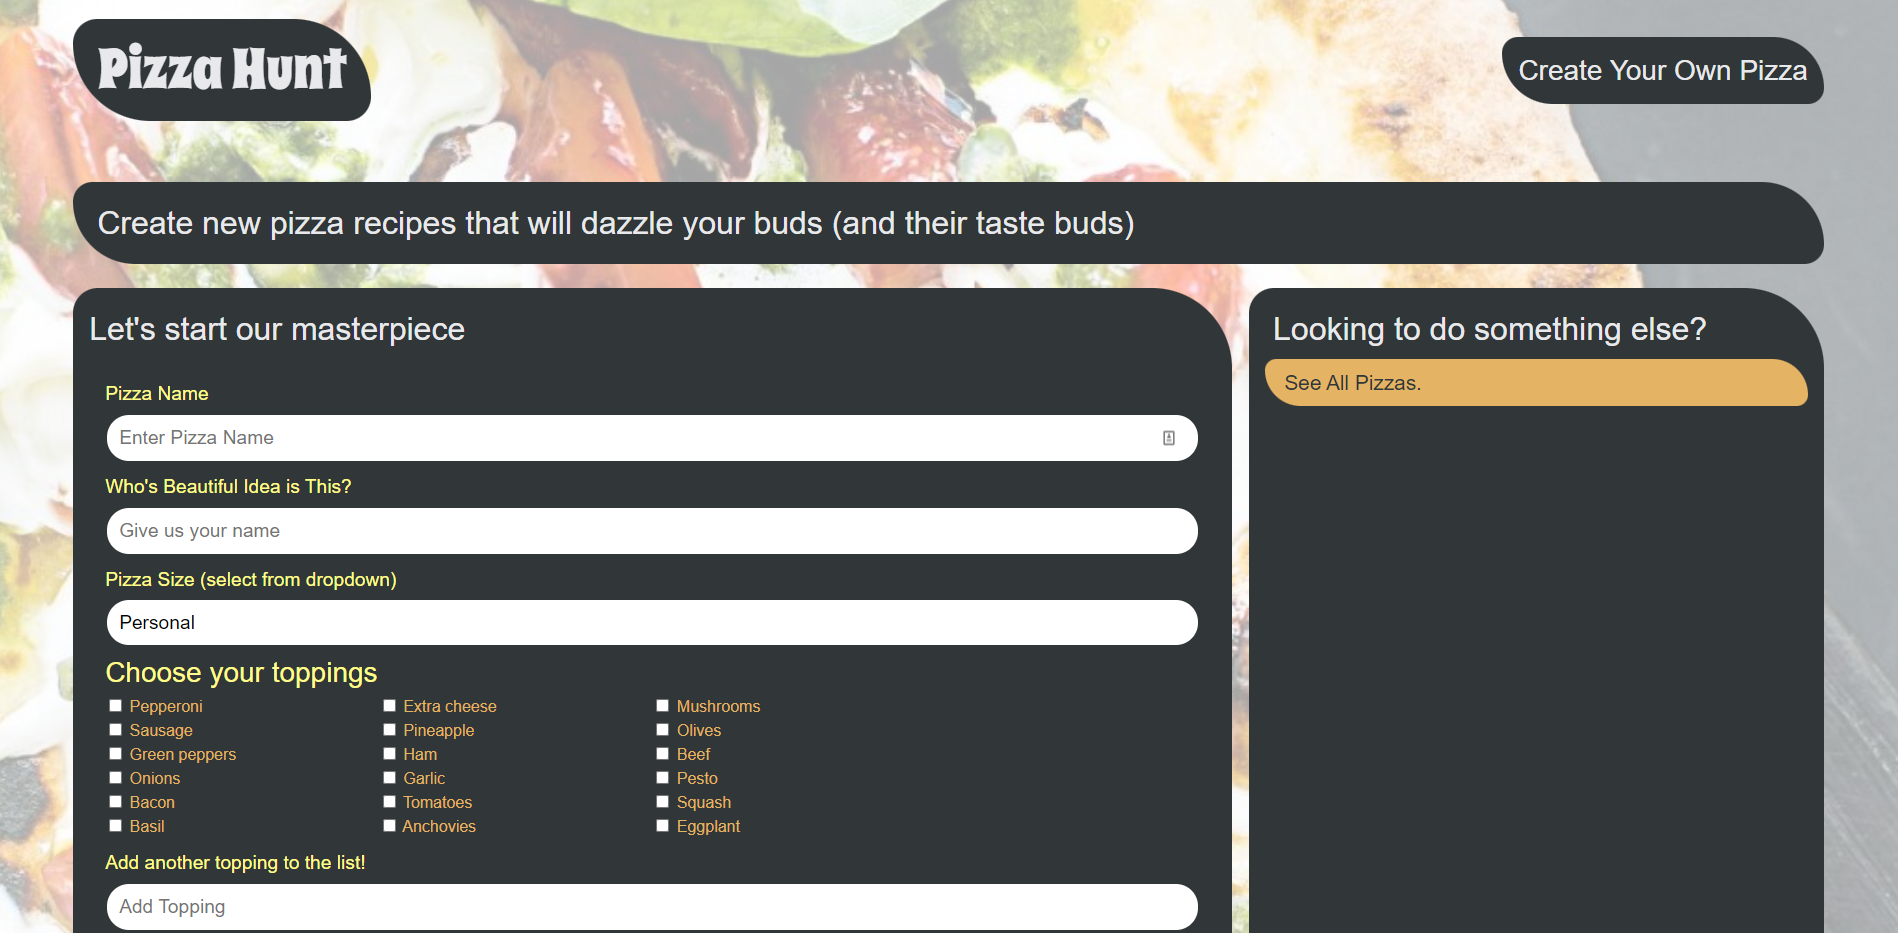 Pizza Hunt
Create Your Own Pizza
Create new pizza recipes that will dazzle your buds (and their taste buds)
Let's start our masterpiece
Pizza Name
Enter Pizza Name
Who's Beautiful Idea is This?
Give us your name
Pizza Size (select from dropdown)
Personal
Choose your toppings
Pepperoni Extra cheese Mushrooms
Sausage Pineapple Olives
Green peppers Ham Beef
Onions Garlic Pesto
Bacon Tomatoes Squash
Basil Anchovies Eggplant
Add another topping to the list!
Add Topping
Looking to do something else?
See All Pizzas.